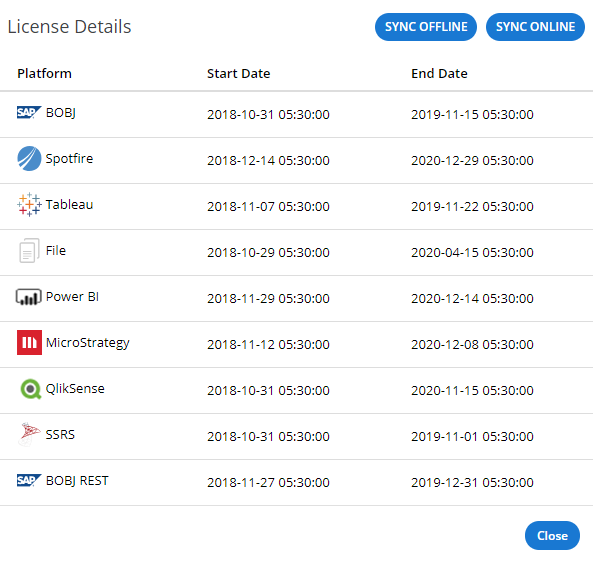 License Details SYNC OFFLINE SYNC ONLINE
Platform Start Date End Date
SAP BOBJ 2018-10-31 05:30:00 2019-11-15 05:30:00
Spotfire 2018-12-14 05:30:00 2020-12-29 05:30:00
Tableau 2018-11-07 05:30:00 2019-11-22 05:30:00
File 2018-10-29 05:30:00 2020-04-15 05:30:00
Power BI 2018-11-29 05:30:00 2020-12-14 05:30:00
m MicroStrategy 2018-11-12 05:30:00 2020-12-08 05:30:00
QlikSense 2018-10-31 05:30:00 2020-11-15 05:30:00
SSRS 2018-10-31 05:30:00 2019-11-01 05:30:00
SAP BOBJ REST 2018-11-27 05:30:00 2019-12-31 05:30:00
Close